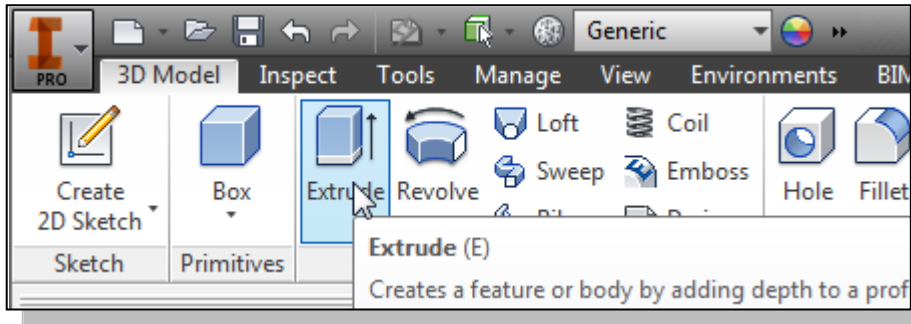 Generic
PRO
3D Model Inspect Tools Manage View Environments BIM
Create
2D Sketch
Box
Extrude
Revolve
Loft
Sweep
Coil
Emboss
Hole
Fillet
Sketch
Primitives
Extrude (E)
Creates a feature or body by adding depth to a prof